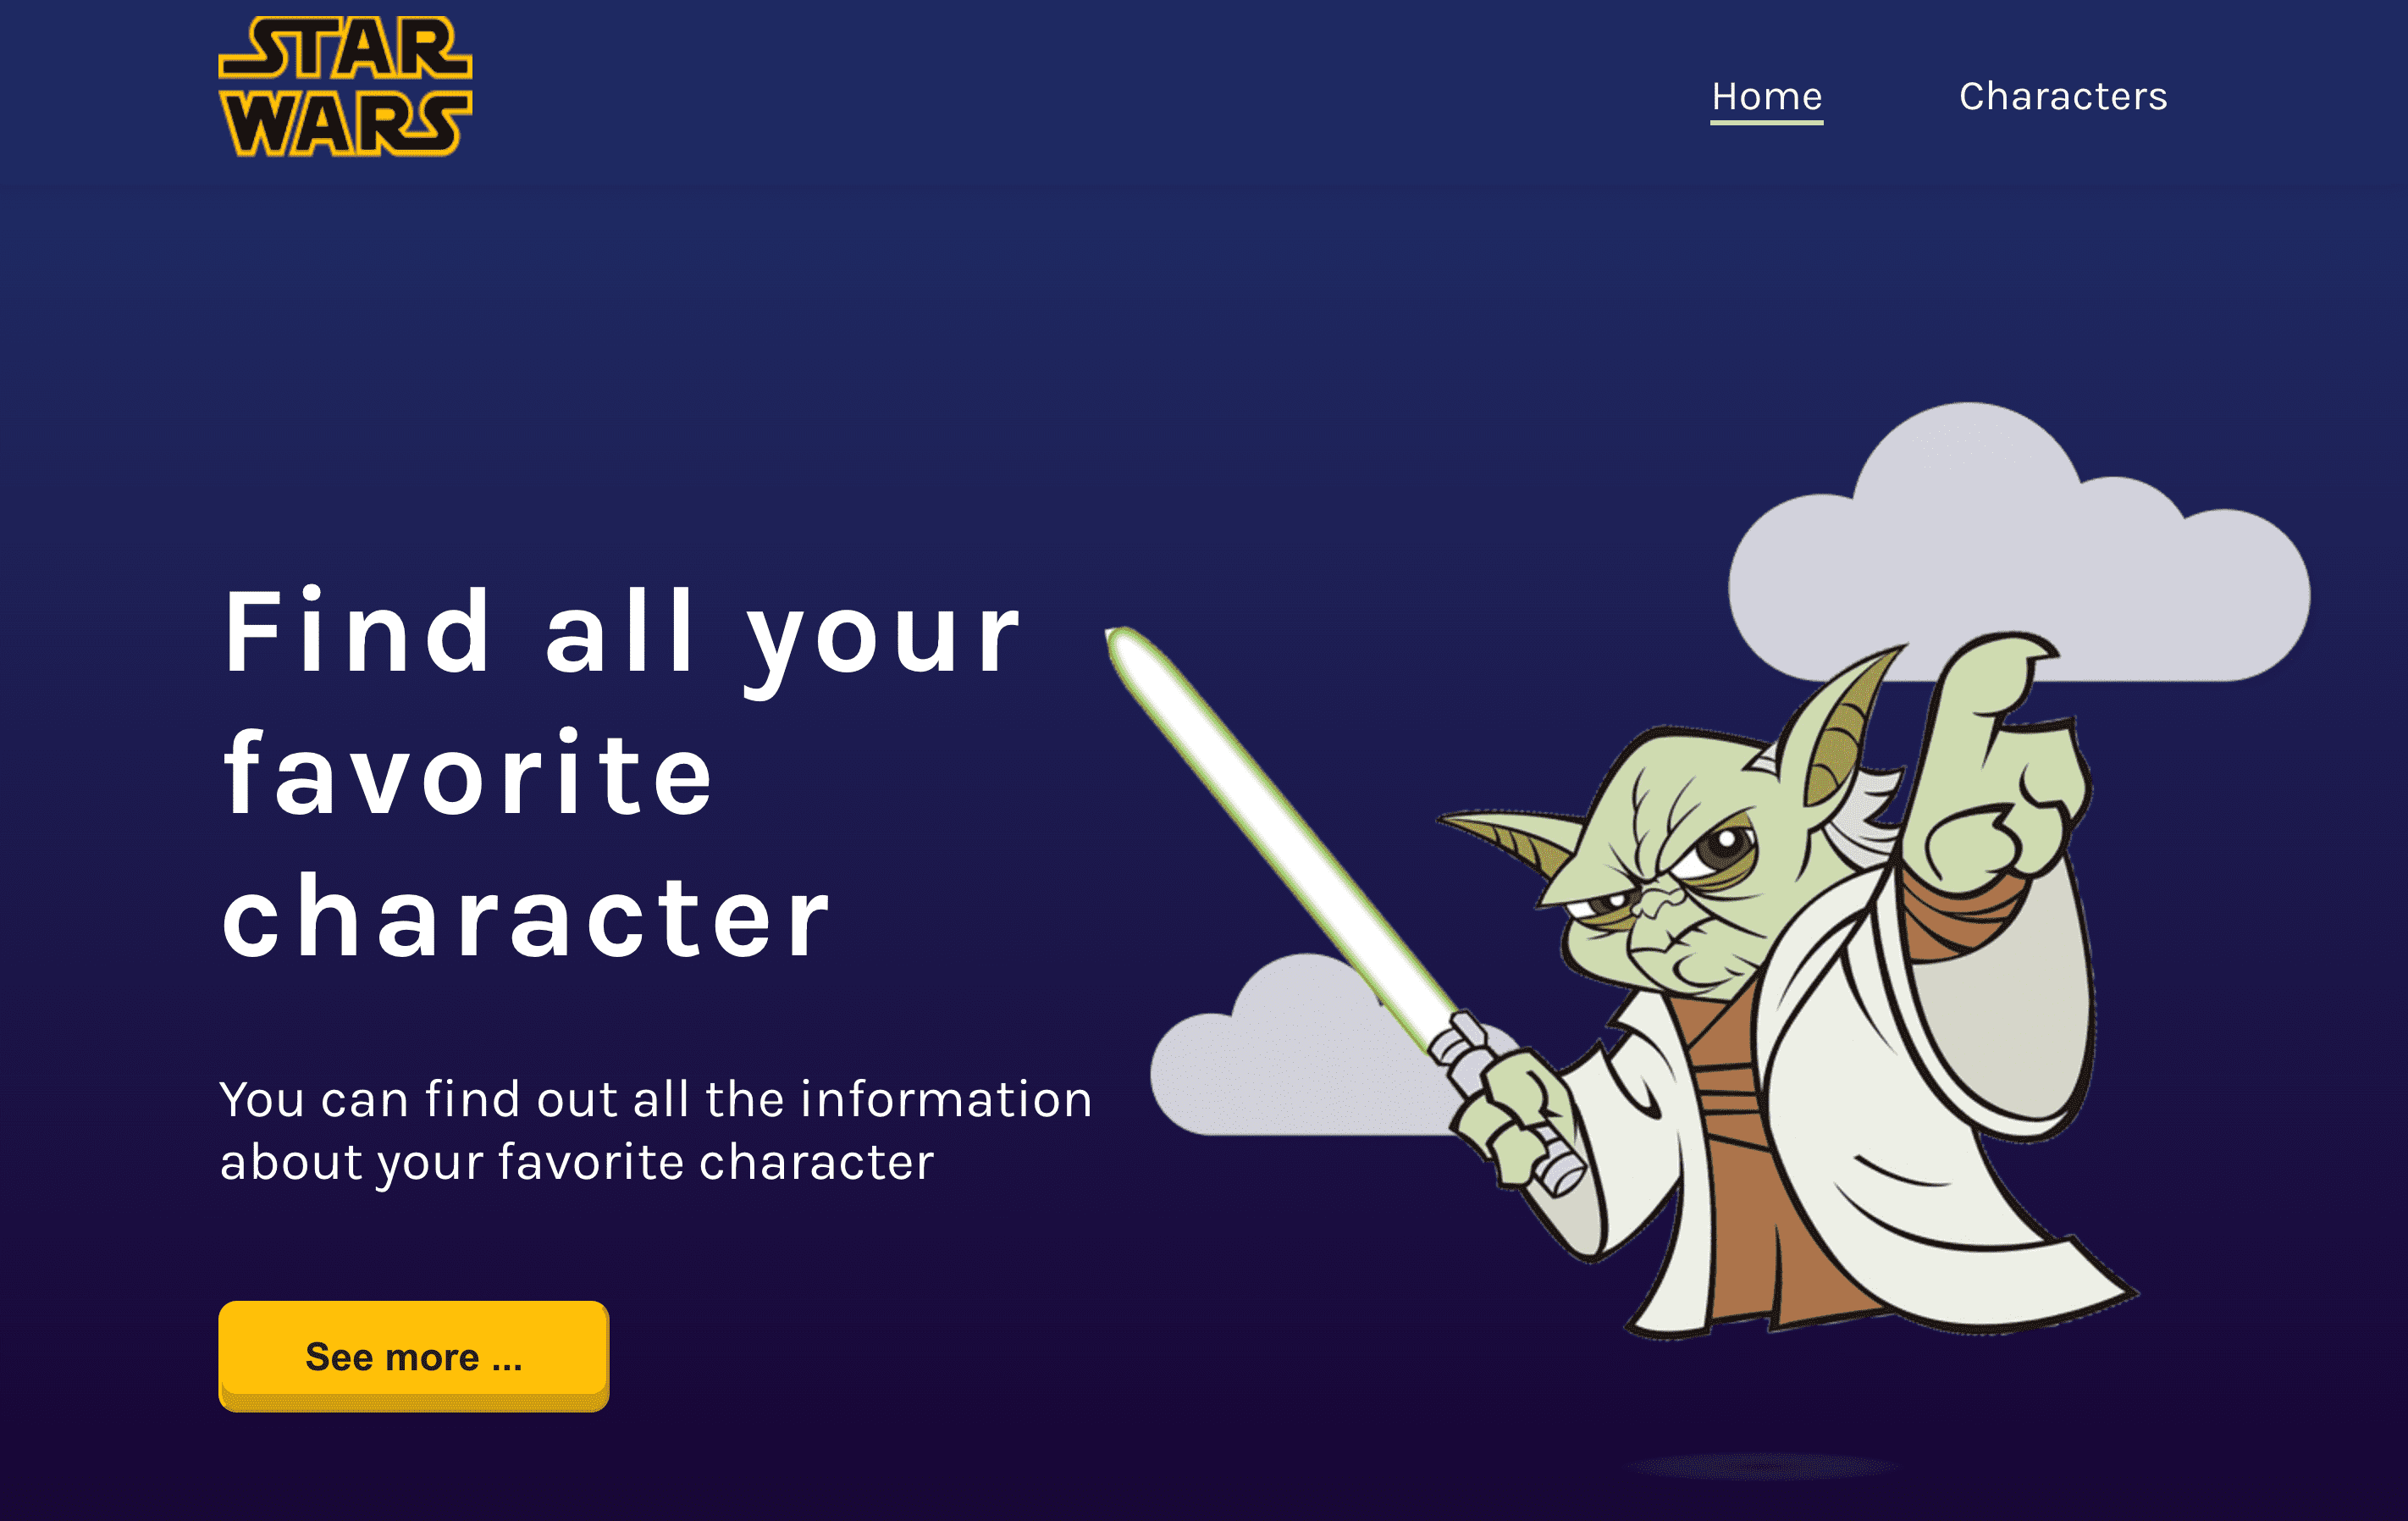 STAR
WARS
Home
Characters
Find all your
favorite
character
You can find out all the information
about your favorite character
See more ...